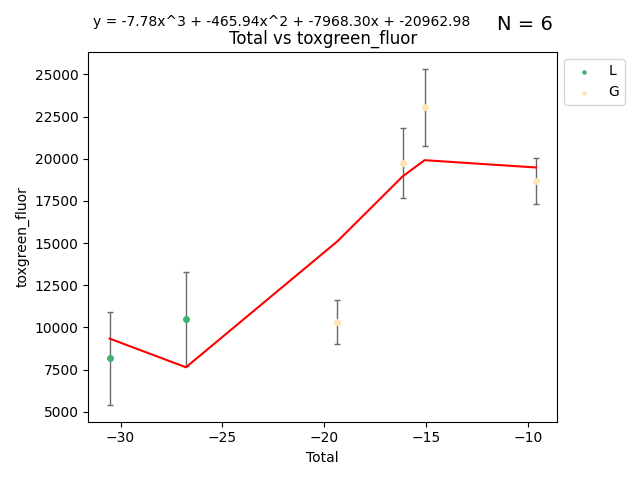 y = -7.78x^3 + -465.94x^2 + -7968.30x + -20962.98
N = 6
Total vs toxgreen_fluor
L
G
25000
22500
20000
17500
15000
12500
10000
7500
5000
toxgreen_fluor
−30
−25
−20
−15
−10
Total